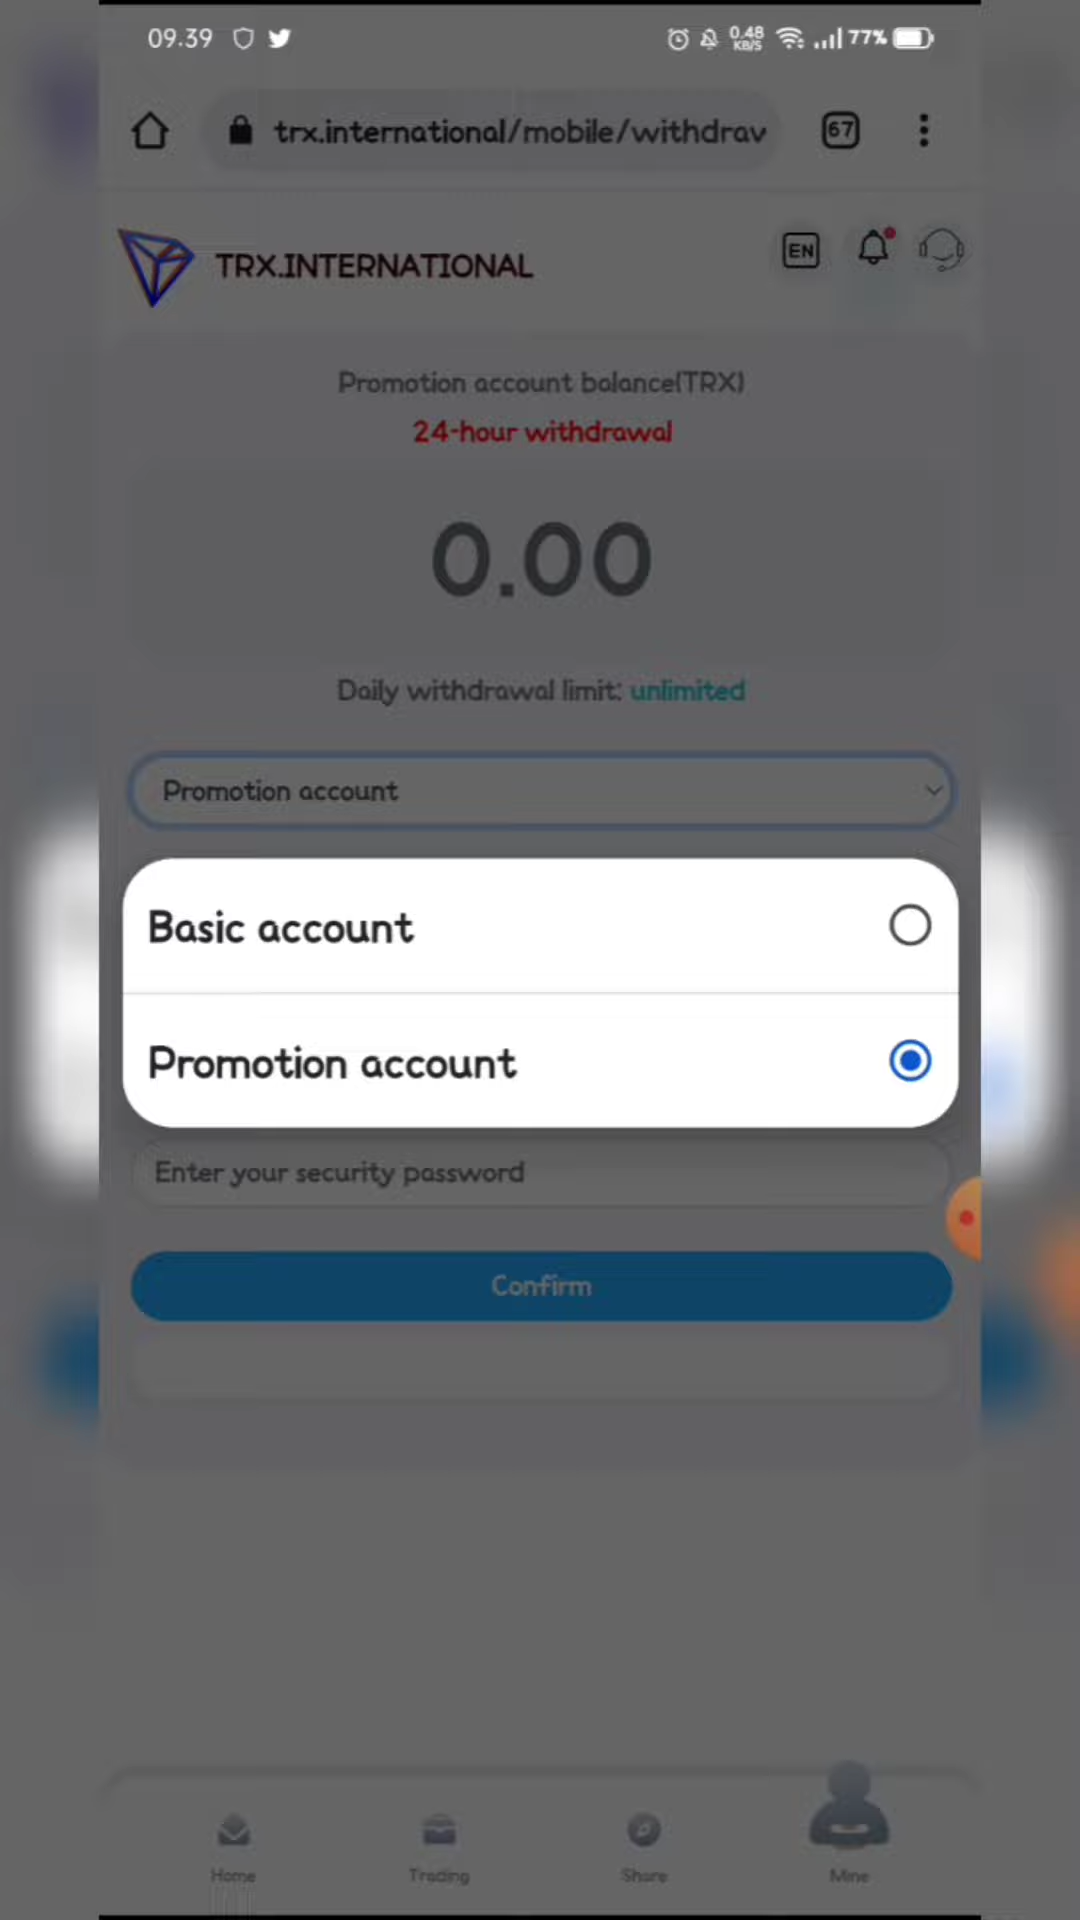 09.39 0.48 KB/S 77%
trx.international/mobile/withdrav 67
TRX.INTERNATIONAL EN
Promotion account balance(TRX)
24-hour withdrawal
0.00
Daily withdrawal limit: unlimited
Promotion account
Basic account
Promotion account
Enter your security password
Confirm
Home Trading Share Mine